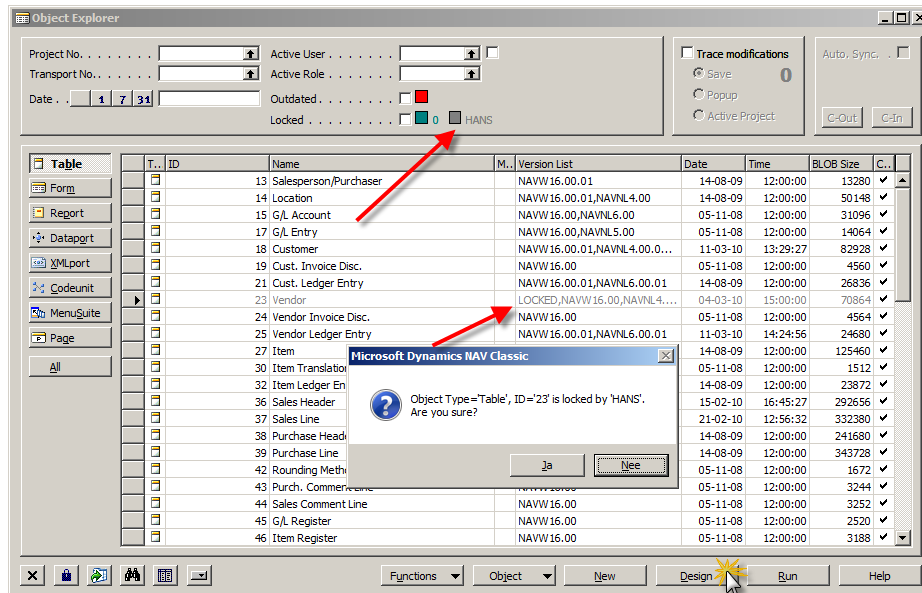 Object Explorer
Project No. . . . . . . . Active User . . . . . . Trace modifications Auto. Sync. .
Transport No. . . . . . . Active Role . . . . . . Save 0
Date . . 1 7 31 Outdated . . . . . . . . Popup
Locked . . . . . . . . . 0 HANS Active Project C-Out C-In
Table T.. ID Name M.. Version List Date Time BLOB Size C..
13 Salesperson/Purchaser NAVW16.00.01 14-08-09 12:00:00 13280
Form 14 Location NAVW16.00.01,NAVNL4.00 14-08-09 12:00:00 50148
Report 15 G/L Account NAVW16.00,NAVNL6.00 05-11-08 12:00:00 31096
17 G/L Entry NAVW16.00,NAVNL5.00 05-11-08 12:00:00 14064
Dataport 18 Customer NAVW16.00.01,NAVNL4.00.0... 11-03-10 13:29:27 82928
XMLport 19 Cust. Invoice Disc. NAVW16.00 05-11-08 12:00:00 4560
Codeunit 21 Cust. Ledger Entry NAVW16.00.01,NAVNL6.00.01 14-08-09 12:00:00 26836
23 Vendor LOCKED,NAVW16.00,NAVNL4.... 04-03-10 15:00:00 70864
MenuSuite 24 Vendor Invoice Disc. NAVW16.00 05-11-08 12:00:00 4564
Page 25 Vendor Ledger Entry NAVW16.00.01,NAVNL6.00.01 11-03-10 14:24:56 24680
27 Item 14-08-09 12:00:00 125460
All 30 Item Translation 05-11-08 12:00:00 1512
32 Item Ledger En 14-08-09 12:00:00 23872
36 Sales Header 15-02-10 16:45:27 292656
37 Sales Line 21-02-10 12:56:32 332380
38 Purchase Head 14-08-09 12:00:00 241680
39 Purchase Line 14-08-09 12:00:00 343728
42 Rounding Meth 05-11-08 12:00:00 1672
43 Purch. Comment Line NAVW16.00 05-11-08 12:00:00 3244
44 Sales Comment Line NAVW16.00 05-11-08 12:00:00 3252
45 G/L Register NAVW16.00 05-11-08 12:00:00 2520
46 Item Register NAVW16.00 05-11-08 12:00:00 3188
Microsoft Dynamics NAV Classic
Object Type='Table', ID='23' is locked by 'HANS'.
Are you sure?
Ja Nee
Functions Object New Design Run Help